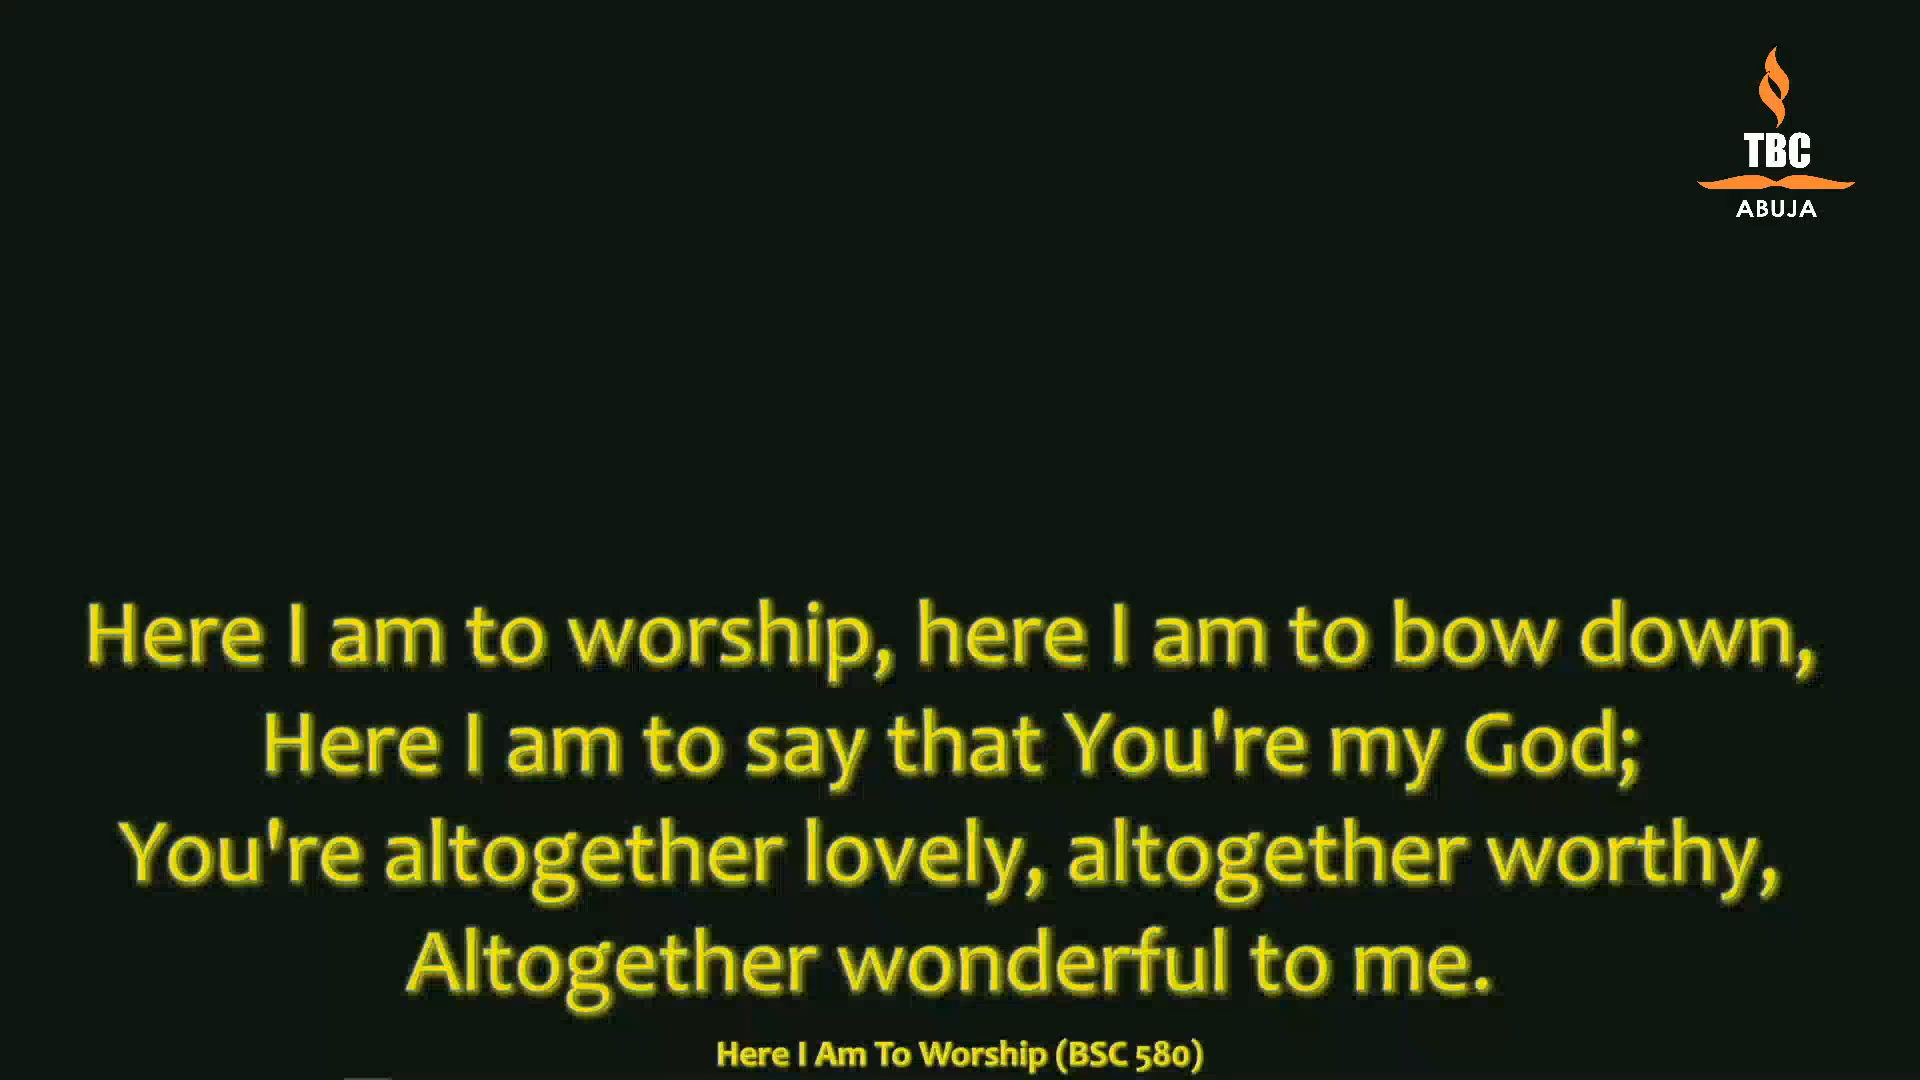 TBC
ABUJA
Here I am to worship, here I am to bow down,
Here I am to say that You're my God;
You're altogether lovely, altogether worthy,
Altogether wonderful to me.
Here I Am To Worship (BSC 580)